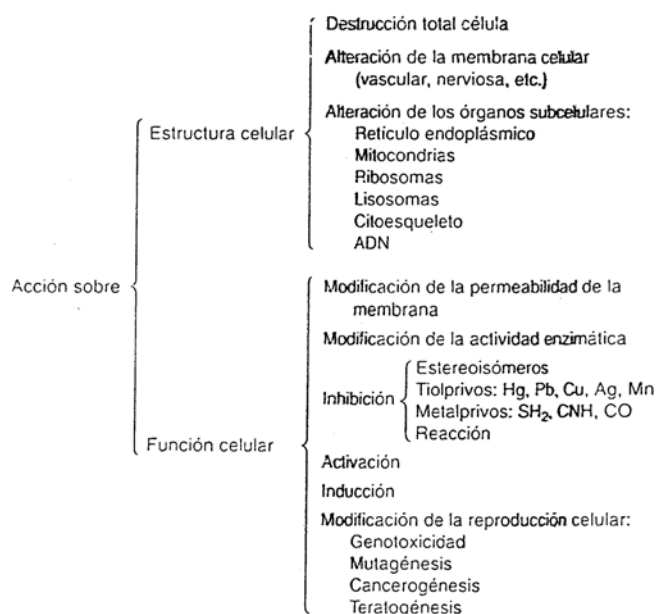 Destrucción total célula
Alteración de la membrana celular
(vascular, nerviosa, etc.)
Alteración de los órganos subcelulares:
Estructura celular
Retículo endoplásmico
Mitocondrias
Ribosomas
Lisosomas
Citoesqueleto
ADN
Acción sobre
Modificación de la permeabilidad de la
membrana
Modificación de la actividad enzimática
Inhibición
Estereoisómeros
Tiolprivos: Hg, Pb, Cu, Ag, Mn
Metalprivos: SH₂, CNH, CO
Reacción
Función celular
Activación
Inducción
Modificación de la reproducción celular:
Genotoxicidad
Mutagénesis
Cancerogénesis
Teratogénesis